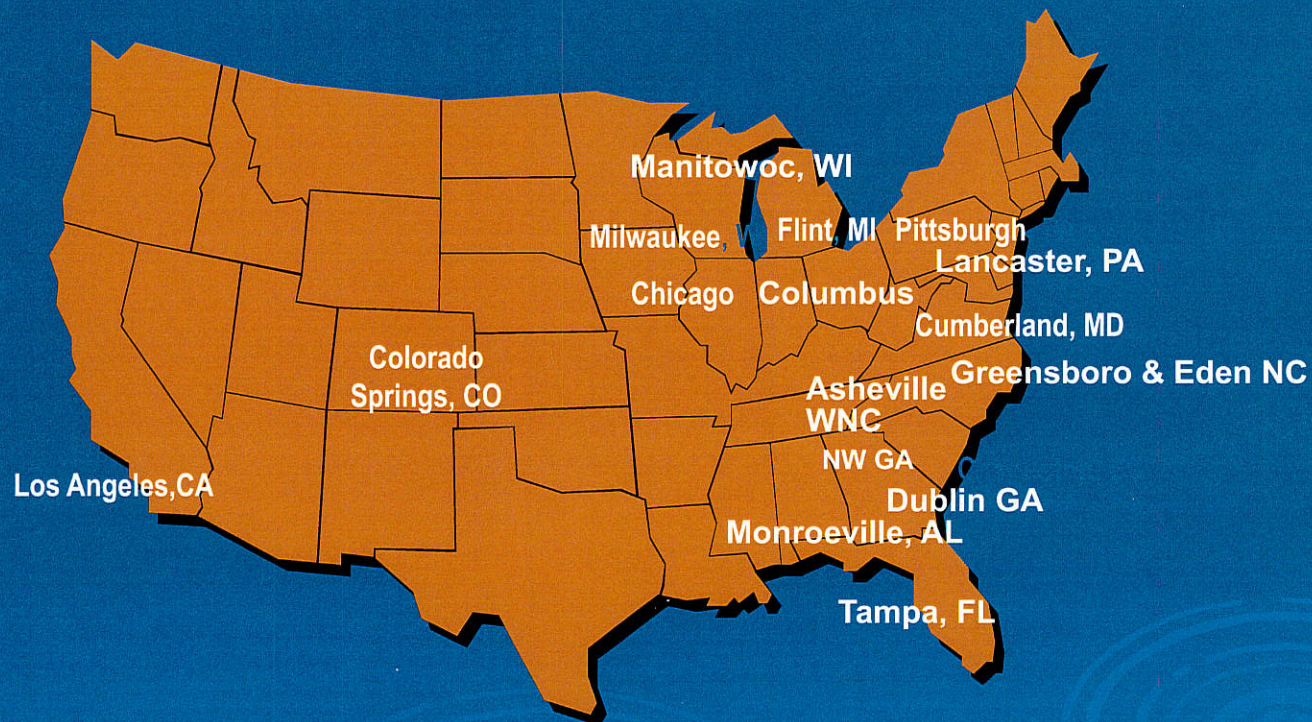 Manitowoc, WI
Milwaukee, W
Flint, MI
Pittsburgh
Lancaster, PA
Chicago
Columbus
Cumberland, MD
Colorado
Springs, CO
Greensboro & Eden NC
Asheville
WNC
NW GA
Los Angeles,CA
Dublin GA
Monroeville, AL
Tampa, FL